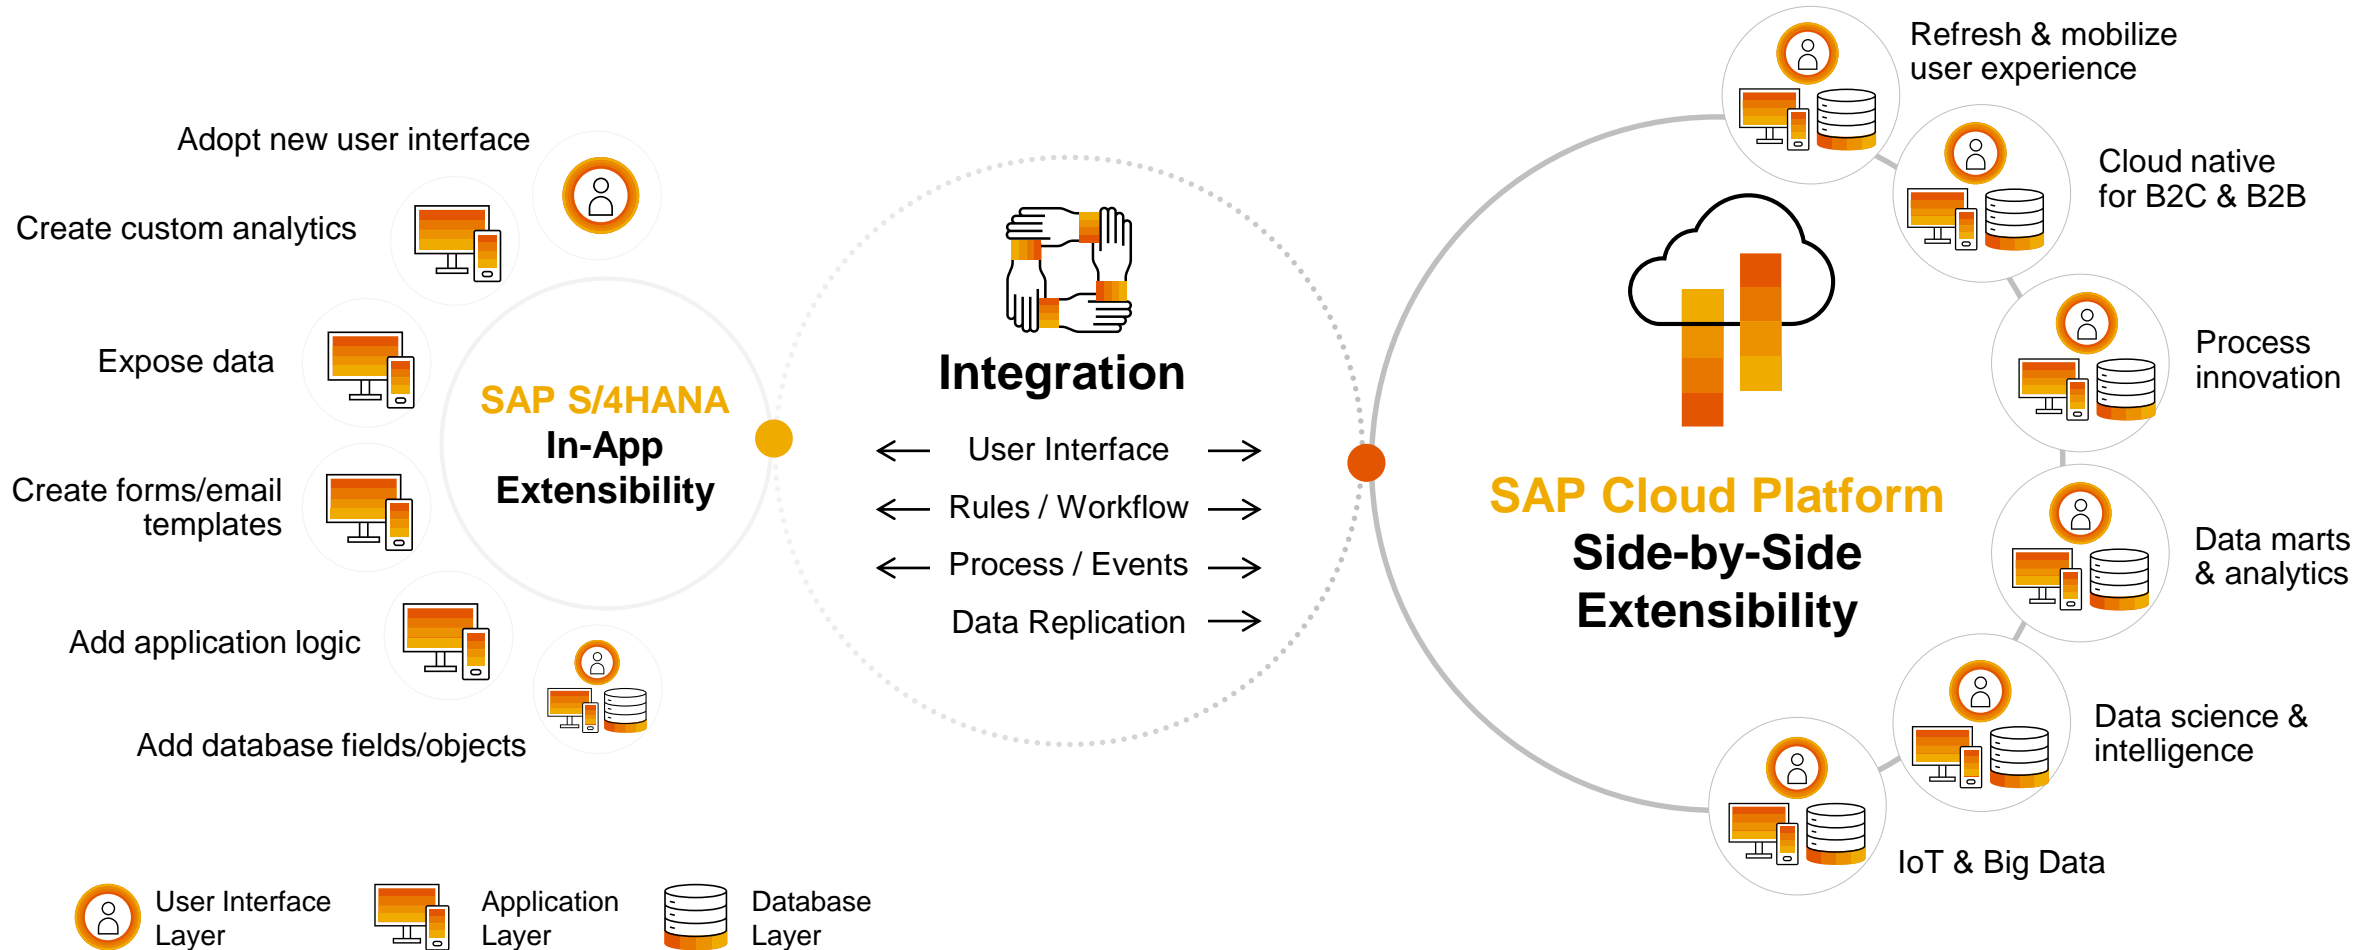 Adopt new user interface
Create custom analytics
Expose data
Create forms/email
templates
Add application logic
Add database fields/objects
SAP S/4HANA
In-App
Extensibility
Integration
User Interface
Rules / Workflow
Process / Events
Data Replication
SAP Cloud Platform
Side-by-Side
Extensibility
Refresh & mobilize
user experience
Cloud native
for B2C & B2B
Process
innovation
Data marts
& analytics
Data science &
intelligence
IoT & Big Data
User Interface
Layer
Application
Layer
Database
Layer